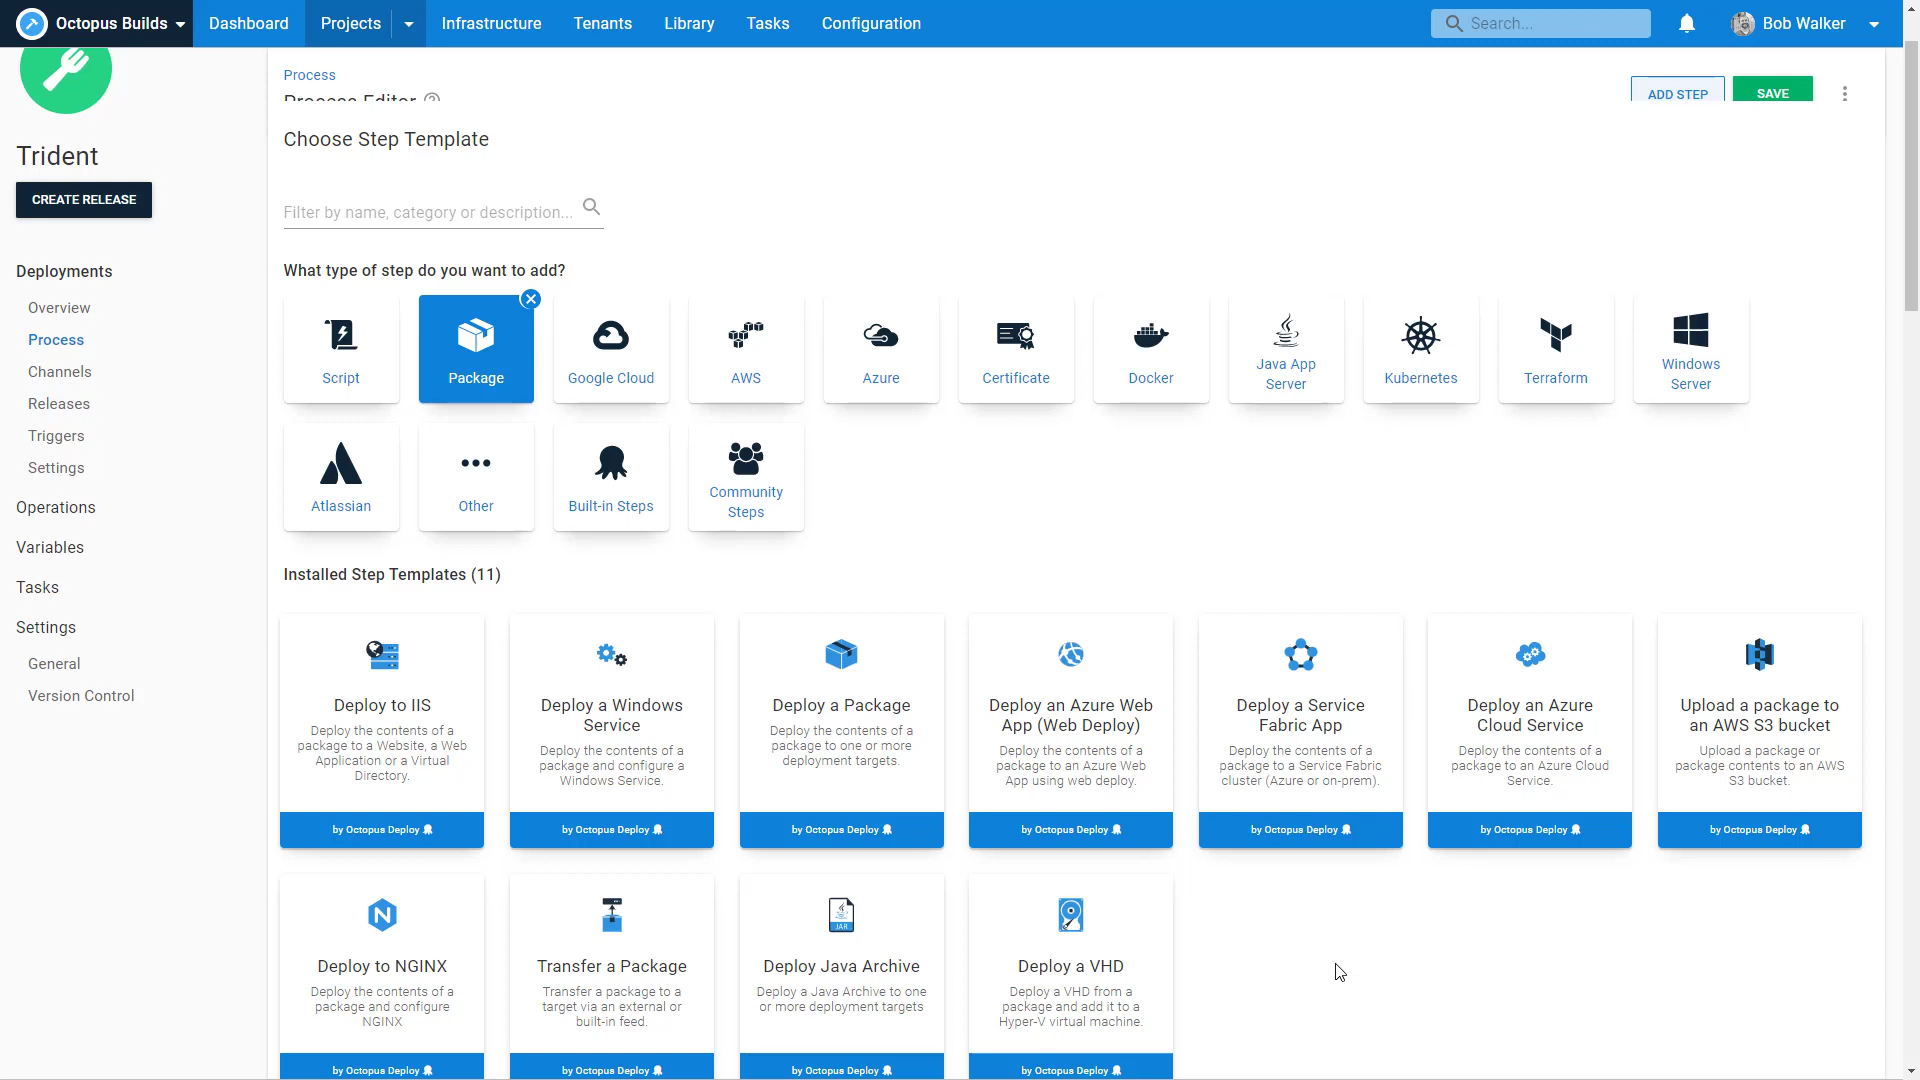 Octopus Builds
Dashboard
Projects
Infrastructure
Tenants
Library
Tasks
Configuration
Search...
Bob Walker
Trident
CREATE RELEASE
Deployments
Overview
Process
Channels
Releases
Triggers
Settings
Operations
Variables
Tasks
Settings
General
Version Control
Process
Process Editor
ADD STEP
SAVE
Choose Step Template
Filter by name, category or description...
What type of step do you want to add?
Script
Package
Google Cloud
AWS
Azure
Certificate
Docker
Java App
Server
Kubernetes
Terraform
Windows
Server
Atlassian
Other
Built-in Steps
Community
Steps
Installed Step Templates (11)
Deploy to IIS
Deploy the contents of a
package to a Website, a Web
Application or a Virtual
Directory.
by Octopus Deploy
Deploy a Windows
Service
Deploy the contents of a
package and configure a
Windows Service.
by Octopus Deploy
Deploy a Package
Deploy the contents of a
package to one or more
deployment targets.
by Octopus Deploy
Deploy an Azure Web
App (Web Deploy)
Deploy the contents of a
package to an Azure Web
App using web deploy.
by Octopus Deploy
Deploy a Service
Fabric App
Deploy the contents of a
package to a Service Fabric
cluster (Azure or on-prem).
by Octopus Deploy
Deploy an Azure
Cloud Service
Deploy the contents of a
package to an Azure Cloud
Service.
by Octopus Deploy
Upload a package to
an AWS S3 bucket
Upload a package or
package contents to an AWS
S3 bucket.
by Octopus Deploy
N
Deploy to NGINX
Deploy the contents of a
package and configure
NGINX
by Octopus Deploy
Transfer a Package
Transfer a package to a
target via an external or
built-in feed.
by Octopus Deploy
JAR
Deploy Java Archive
Deploy a Java Archive to one
or more deployment targets
by Octopus Deploy
Deploy a VHD
Deploy a VHD from a
package and add it to a
Hyper-V virtual machine.
by Octopus Deploy